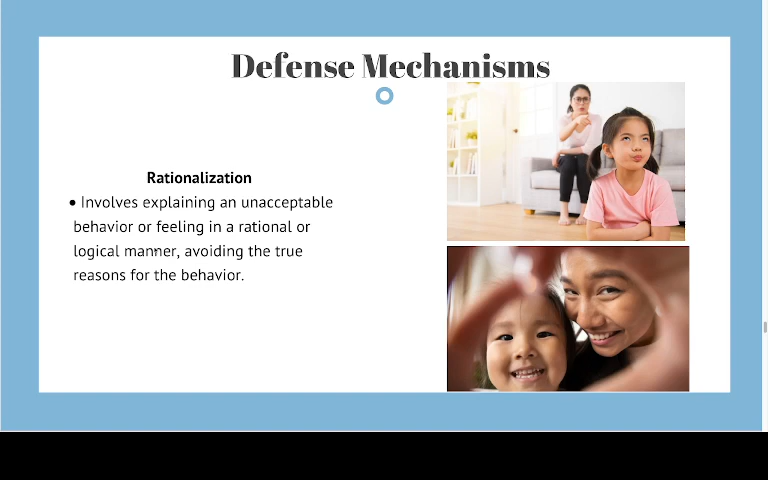 Defense Mechanisms
Rationalization
• Involves explaining an unacceptable
behavior or feeling in a rational or
logical manner, avoiding the true
reasons for the behavior.